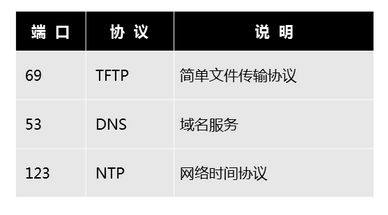 端 口 协 议 说 明
69 TFTP 简单文件传输协议
53 DNS 域名服务
123 NTP 网络时间协议